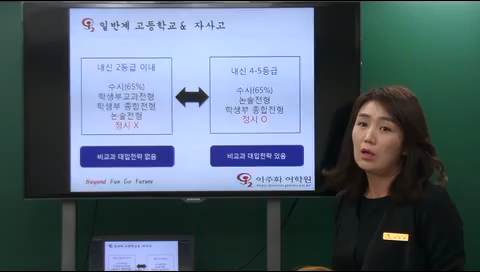 일반계 고등학교& 자사고
내신 2등급 이내
수시(65%)
학생부교과전형
학생부 종합전형
논술전형
정시 X
내신 4-5등급
수시(65%)
논술전형
학생부 종합전형
정시 O
비교과 대입전략 없음
비교과 대입전략 있음
Beyond Fun Go Future
이주화 어학원